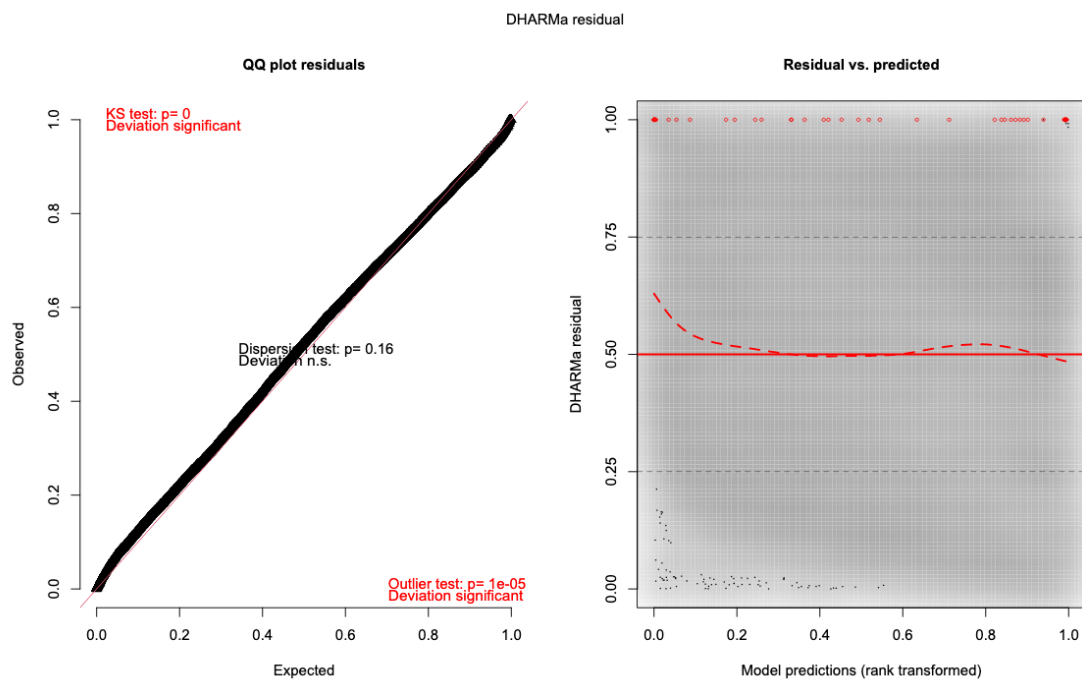 DHARMa residual
QQ plot residuals
KS test: p= 0
Deviation significant
Dispersion test: p= 0.16
Deviation n.s.
Outlier test: p= 1e-05
Deviation significant
Observed
0.0
0.2
0.4
0.6
0.8
1.0
0.0
0.2
0.4
0.6
0.8
1.0
Expected
Residual vs. predicted
DHARMa residual
0.00
0.25
0.50
0.75
1.00
0.0
0.2
0.4
0.6
0.8
1.0
Model predictions (rank transformed)